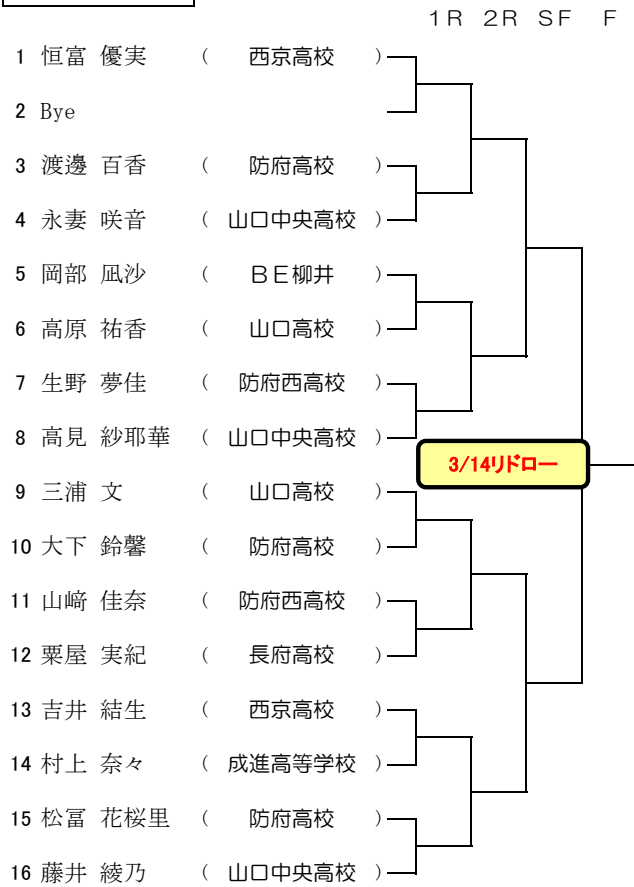 1R 2R SF F
1 恒富 優実 ( 西京高校 )
2 Bye
3 渡邊 百香 ( 防府高校 )
4 永妻 咲音 ( 山口中央高校 )
5 岡部 凪沙 ( BE柳井 )
6 高原 祐香 ( 山口高校 )
7 生野 夢佳 ( 防府西高校 )
8 高見 紗耶華 ( 山口中央高校 )
3/14リドロー
9 三浦 文 ( 山口高校 )
10 大下 鈴馨 ( 防府高校 )
11 山﨑 佳奈 ( 防府西高校 )
12 粟屋 実紀 ( 長府高校 )
13 吉井 結生 ( 西京高校 )
14 村上 奈々 ( 成進高等学校 )
15 松冨 花桜里 ( 防府高校 )
16 藤井 綾乃 ( 山口中央高校 )